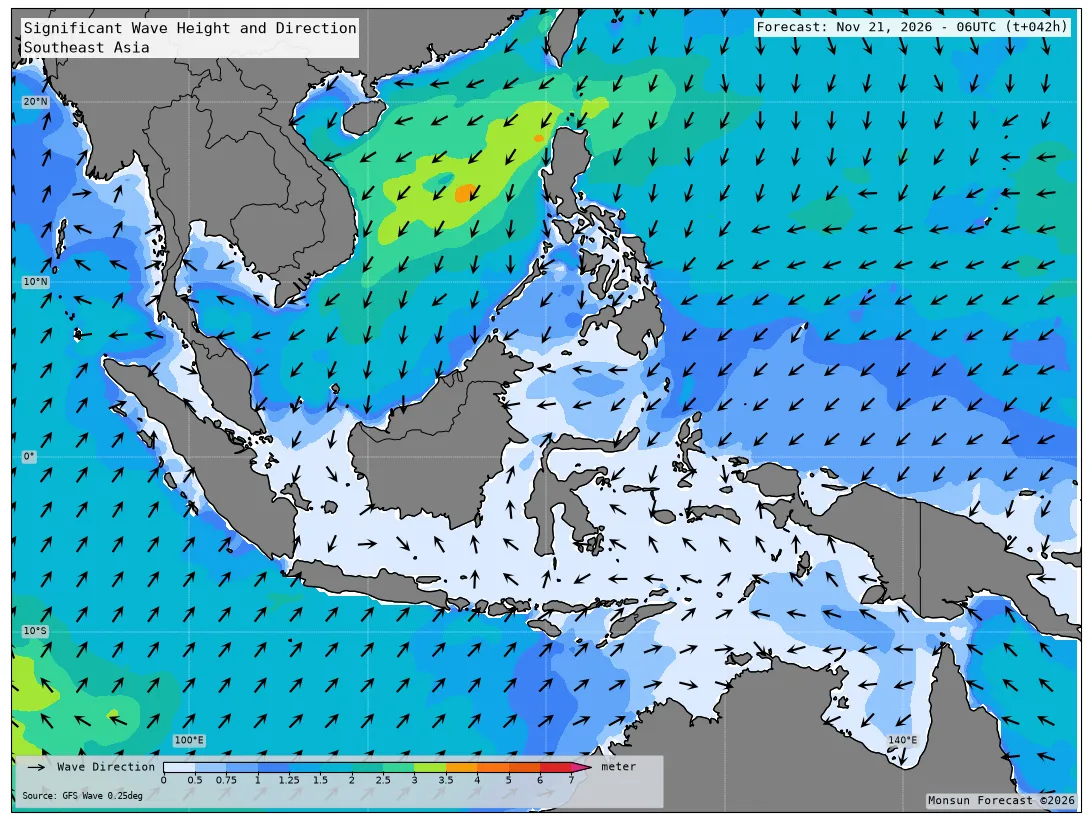 Significant Wave Height and Direction
Southeast Asia
Forecast: Nov 21, 2026 - 06UTC (t+042h)
20°N
10°N
0°
10°S
100°E
140°E
Wave Direction
meter
0 0.5 0.75 1 1.25 1.5 2 2.5 3 3.5 4 5 6 7
Source: GFS Wave 0.25deg
Monsun Forecast ©2026